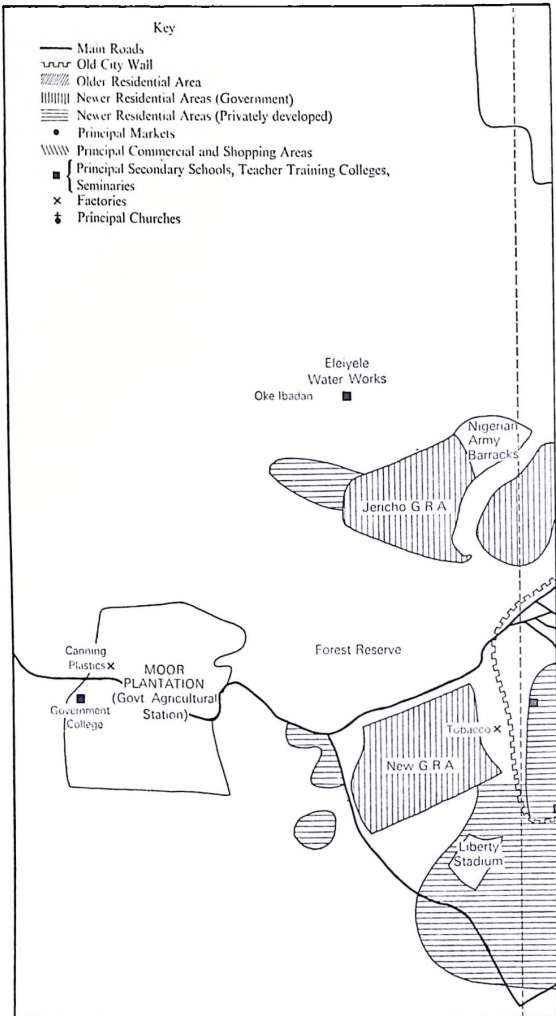 Key
Main Roads
Old City Wall
Older Residential Area
Newer Residential Areas (Government)
Newer Residential Areas (Privately developed)
Principal Markets
Principal Commercial and Shopping Areas
Principal Secondary Schools, Teacher Training Colleges,
Seminaries
Factories
Principal Churches
Eleiyele
Water Works
Oke Ibadan
Nigerian
Army
Barracks
Jericho G R A
Forest Reserve
Canning
Plastics
MOOR
PLANTATION
(Govt Agricultural
Station)
Government
College
Tobacco
New G R A
Liberty
Stadium